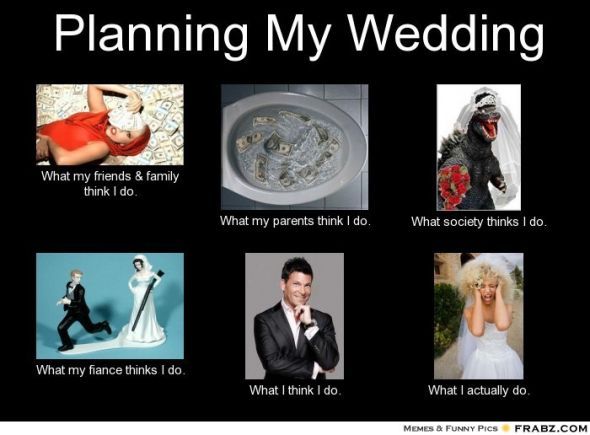 Planning My Wedding
What my friends & family
think I do.
What my parents think I do.
What society thinks I do.
What my fiance thinks I do.
What I think I do.
What I actually do.
MEMES & FUNNY PICS FRABZ.COM